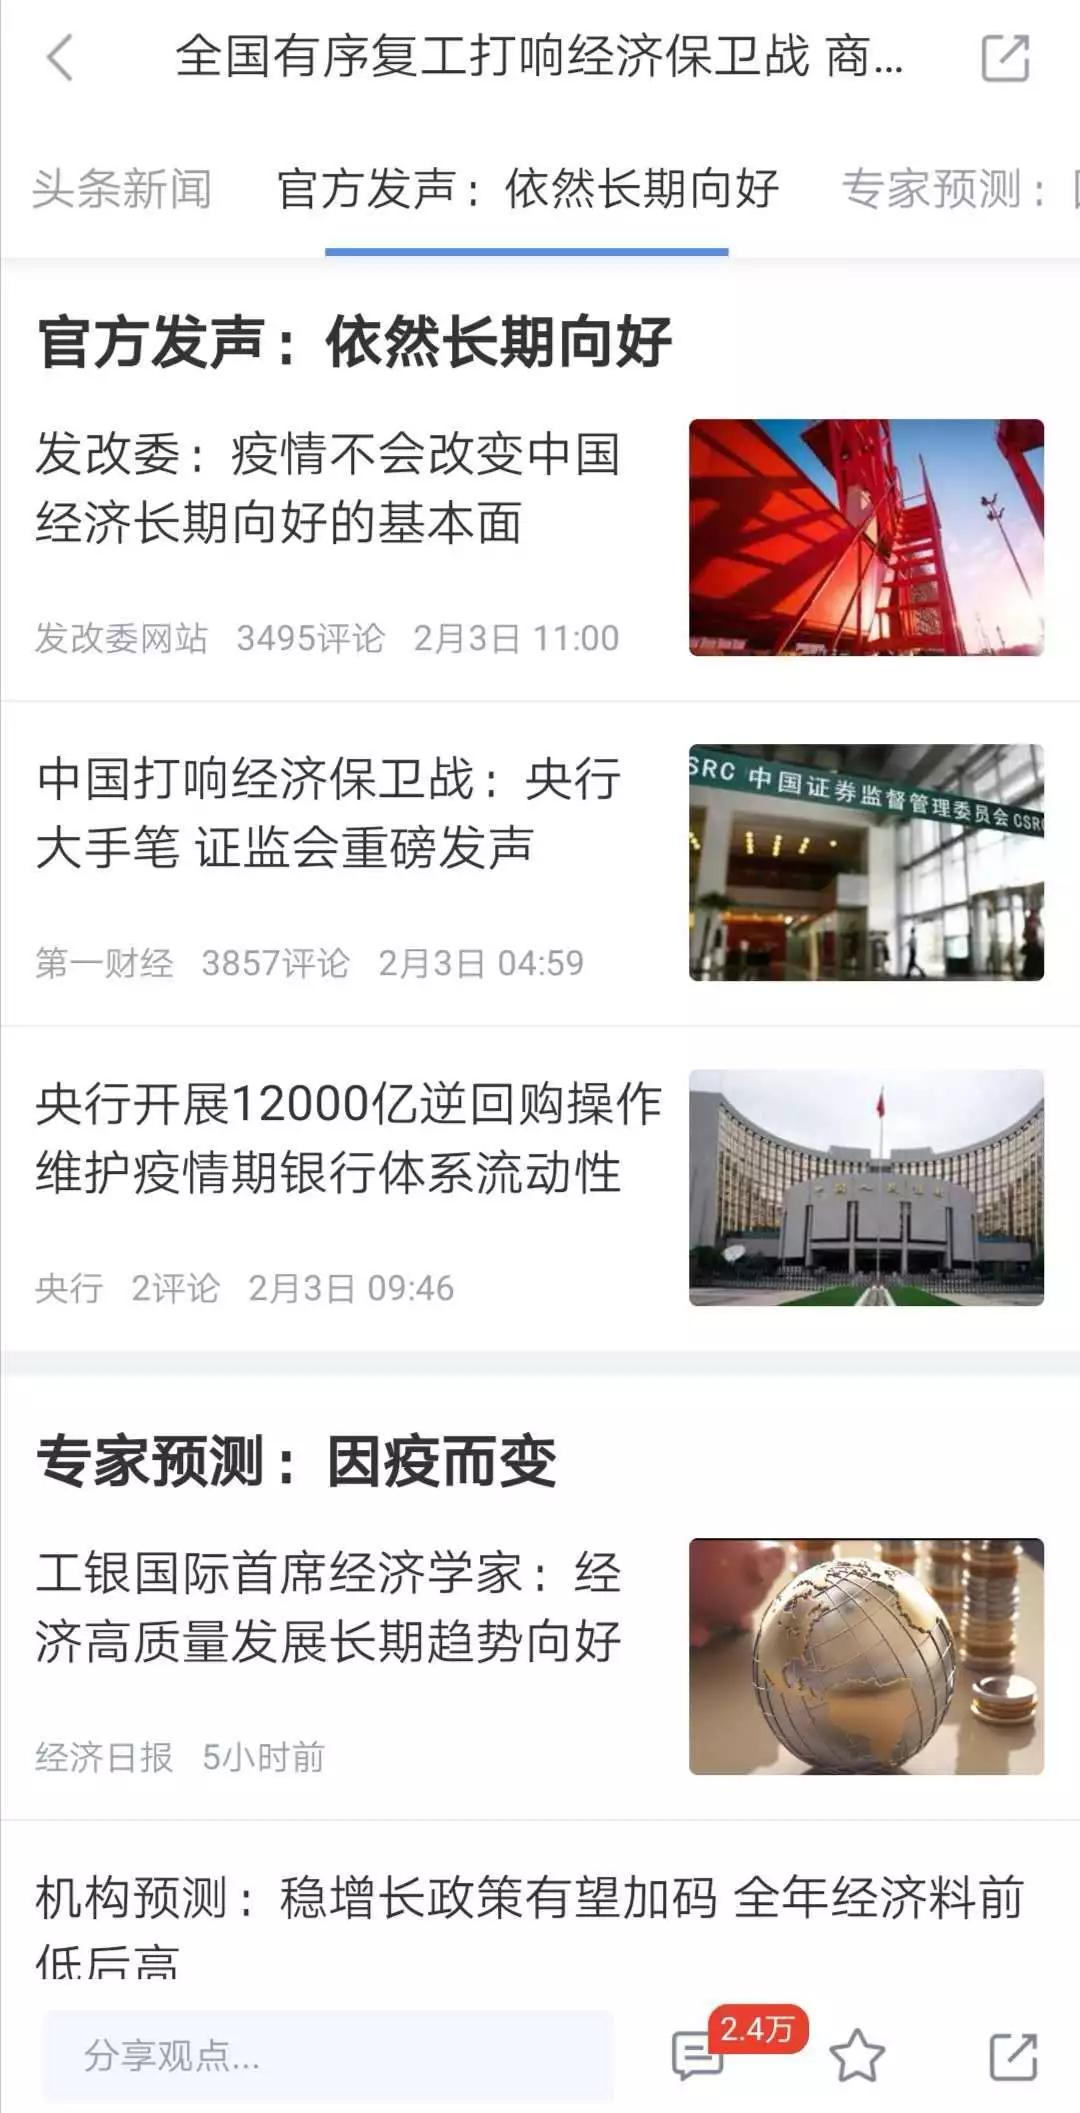 全国有序复工打响经济保卫战 商...
头条新闻 官方发声：依然长期向好 专家预测：
官方发声：依然长期向好
发改委：疫情不会改变中国
经济长期向好的基本面
发改委网站 3495评论 2月3日 11:00
中国打响经济保卫战：央行
大手笔 证监会重磅发声
SRC 中国证券监督管理委员会 CSRC
第一财经 3857评论 2月3日 04:59
央行开展12000亿逆回购操作
维护疫情期银行体系流动性
央行 2评论 2月3日 09:46
专家预测：因疫而变
工银国际首席经济学家：经
济高质量发展长期趋势向好
经济日报 5小时前
机构预测：稳增长政策有望加码 全年经济料前
低后高
分享观点...
2.4万